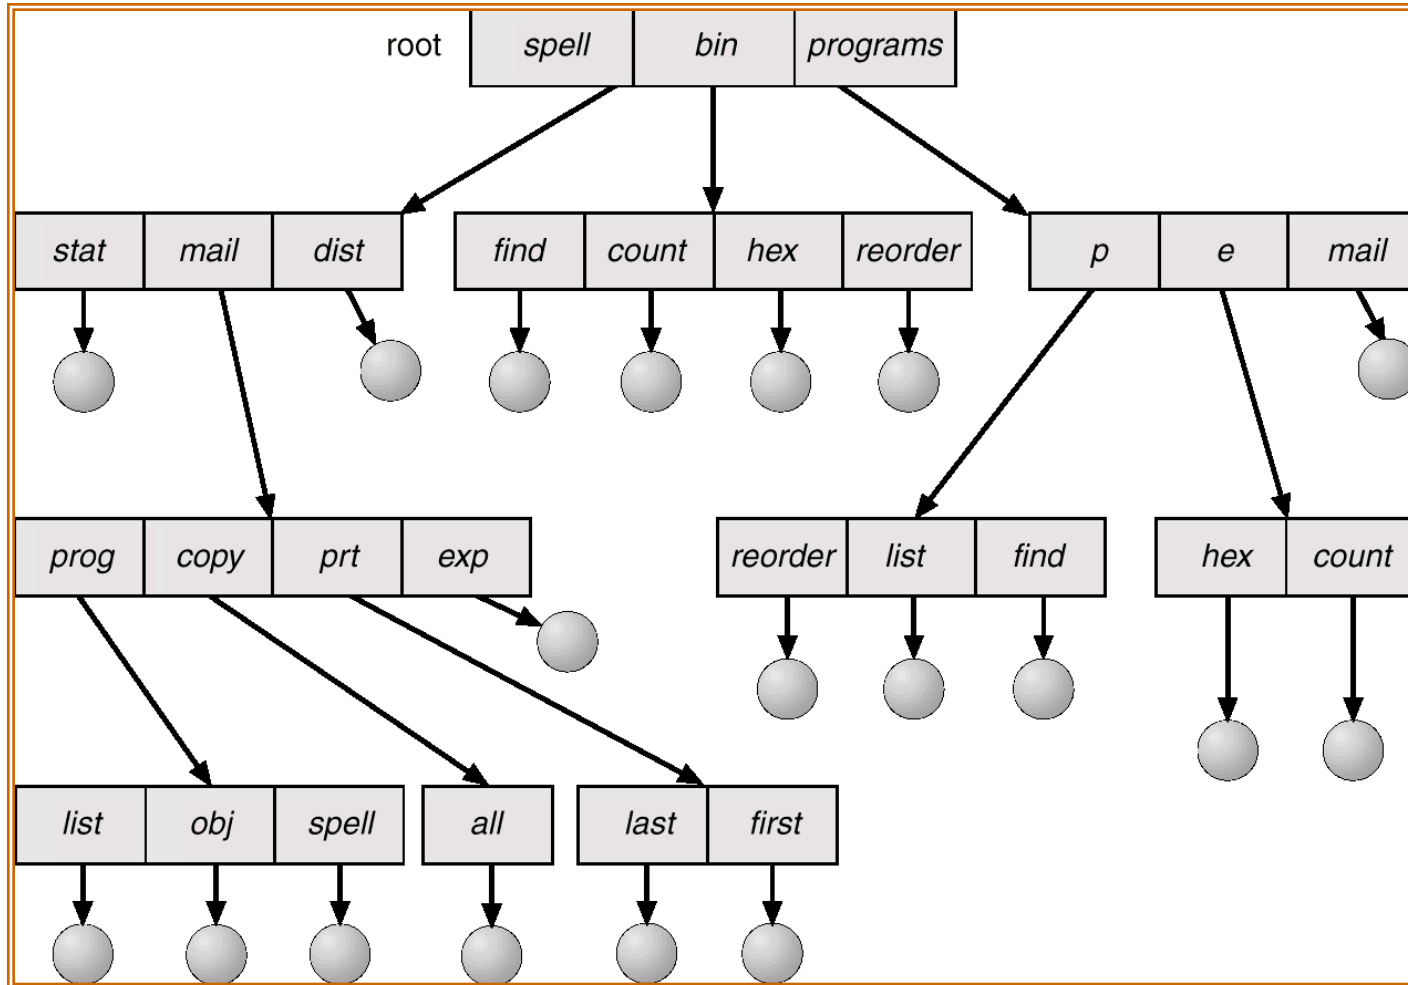 root spell bin programs
stat mail dist find count hex reorder p e mail
prog copy prt exp reorder list find hex count
list obj spell all last first